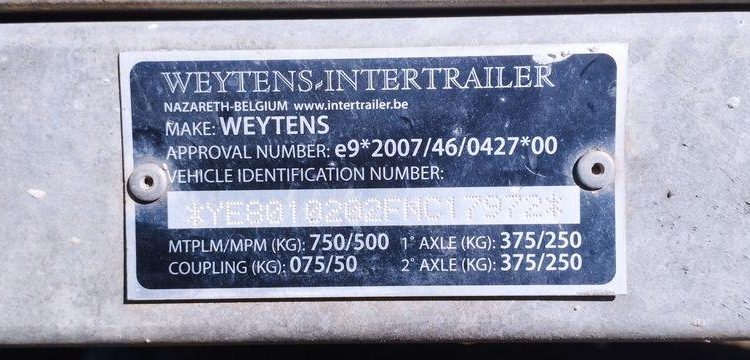 WEYTENS-INTERTRAILER
NAZARETH-BELGIUM www.intertrailer.be
MAKE: WEYTENS
APPROVAL NUMBER: e9*2007/46/0427*00
VEHICLE IDENTIFICATION NUMBER:
*YE8010202FNC17972*
MTPLM/MPM (KG): 750/500 1° AXLE (KG): 375/250
COUPLING (KG): 075/50 2° AXLE (KG): 375/250